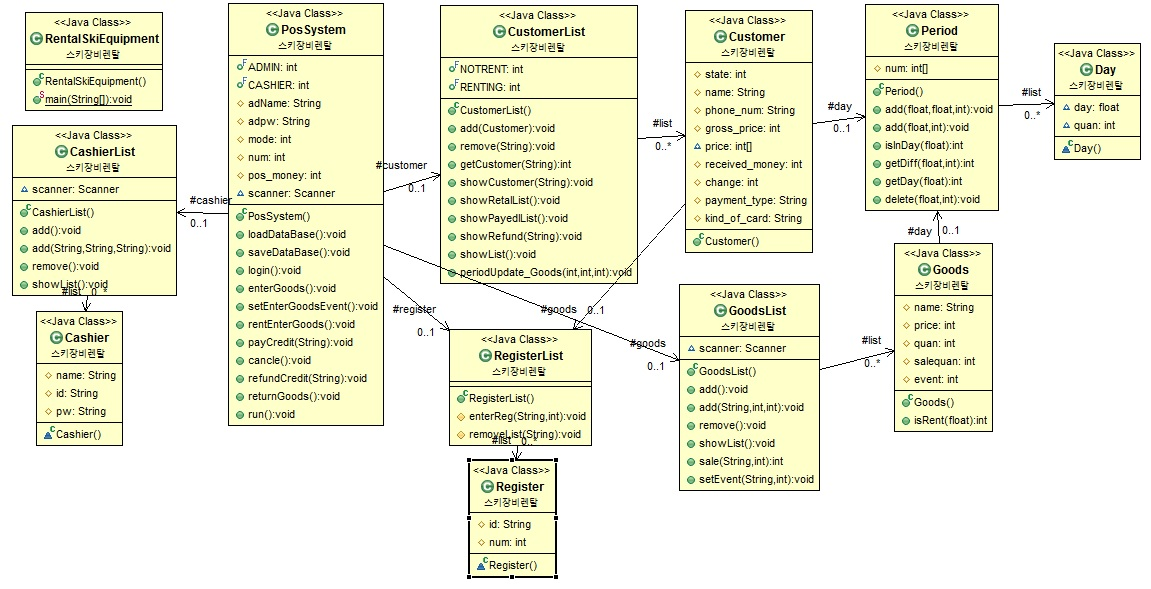 <<Java Class>>
RentalSkiEquipment
스키장비렌탈
RentalSkiEquipment()
main(String[]):void
<<Java Class>>
CashierList
스키장비렌탈
scanner: Scanner
CashierList()
add():void
add(String,String,String):void
remove():void
showList():void
#list 0..*
<<Java Class>>
Cashier
스키장비렌탈
name: String
id: String
pw: String
Cashier()
#cashier
0..1
<<Java Class>>
PosSystem
스키장비렌탈
ADMIN: int
CASHIER: int
adName: String
adpw: String
mode: int
num: int
pos_money: int
scanner: Scanner
PosSystem()
loadDataBase():void
saveDataBase():void
login():void
enterGoods():void
setEnterGoodsEvent():void
rentEnterGoods():void
payCredit(String):void
cancle():void
refundCredit(String):void
returnGoods():void
run():void
#customer
0..1
#register
0..1
#goods
0..1
<<Java Class>>
CustomerList
스키장비렌탈
NOTRENT: int
RENTING: int
CustomerList()
add(Customer):void
remove(String):void
getCustomer(String):int
showCustomer(String):void
showRetalList():void
showPayedlList():void
showRefund(String):void
showList():void
periodUpdate_Goods(int,int,int):void
#list
0..*
<<Java Class>>
RegisterList
스키장비렌탈
RegisterList()
enterReg(String,int):void
removeList(String):void
#list 0..*
<<Java Class>>
Register
스키장비렌탈
id: String
num: int
Register()
<<Java Class>>
Customer
스키장비렌탈
state: int
name: String
phone_num: String
gross_price: int
price: int[]
received_money: int
change: int
payment_type: String
kind_of_card: String
Customer()
#day
0..1
#goods
0..1
<<Java Class>>
GoodsList
스키장비렌탈
scanner: Scanner
GoodsList()
add():void
add(String,int,int):void
remove():void
showList():void
sale(String,int):int
setEvent(String,int):void
#list
0..*
<<Java Class>>
Period
스키장비렌탈
num: int[]
Period()
add(float,float,int):void
add(float,int):void
isInDay(float):int
getDiff(float,int):int
getDay(float):int
delete(float,int):void
#list
0..*
#day
0..1
<<Java Class>>
Goods
스키장비렌탈
name: String
price: int
quan: int
salequan: int
event: int
Goods()
isRent(float):int
<<Java Class>>
Day
스키장비렌탈
day: float
quan: int
Day()